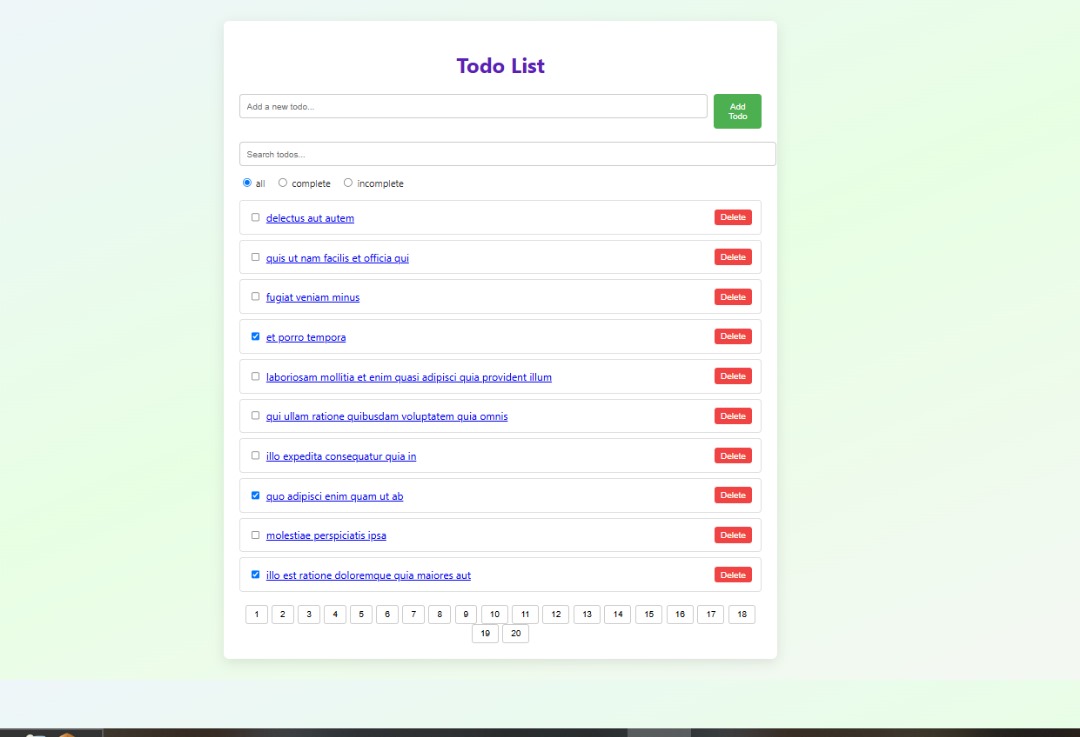 Todo List
Add a new todo...
Add
Todo
Search todos...
all complete incomplete
delectus aut autem Delete
quis ut nam facilis et officia qui Delete
fugiat veniam minus Delete
et porro tempora Delete
laboriosam mollitia et enim quasi adipisci quia provident illum Delete
qui ullam ratione quibusdam voluptatem quia omnis Delete
illo expedita consequatur quia in Delete
quo adipisci enim quam ut ab Delete
molestiae perspiciatis ipsa Delete
illo est ratione doloremque quia maiores aut Delete
1 2 3 4 5 6 7 8 9 10 11 12 13 14 15 16 17 18
19 20